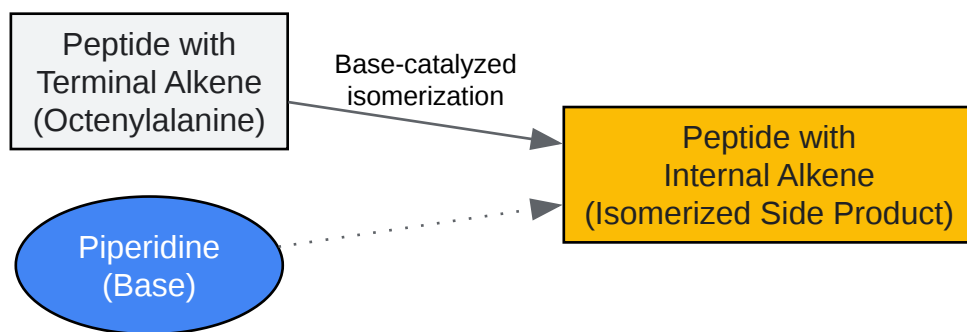 Peptide with
Terminal Alkene
(Octenylalanine)
Base-catalyzed
isomerization
Peptide with
Internal Alkene
(Isomerized Side Product)
Piperidine
(Base)